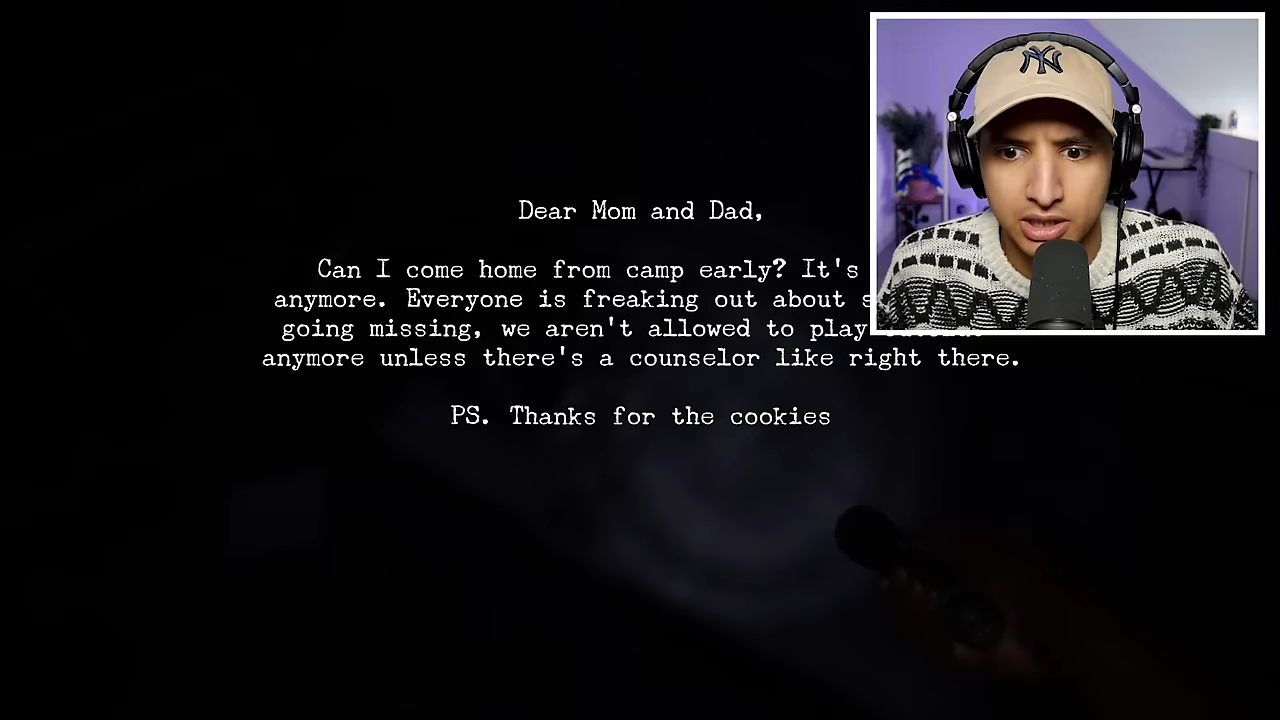 Dear Mom and Dad,
Can I come home from camp early? It's
anymore. Everyone is freaking out about
going missing, we aren't allowed to play
anymore unless there's a counselor like right there.
PS. Thanks for the cookies
NY